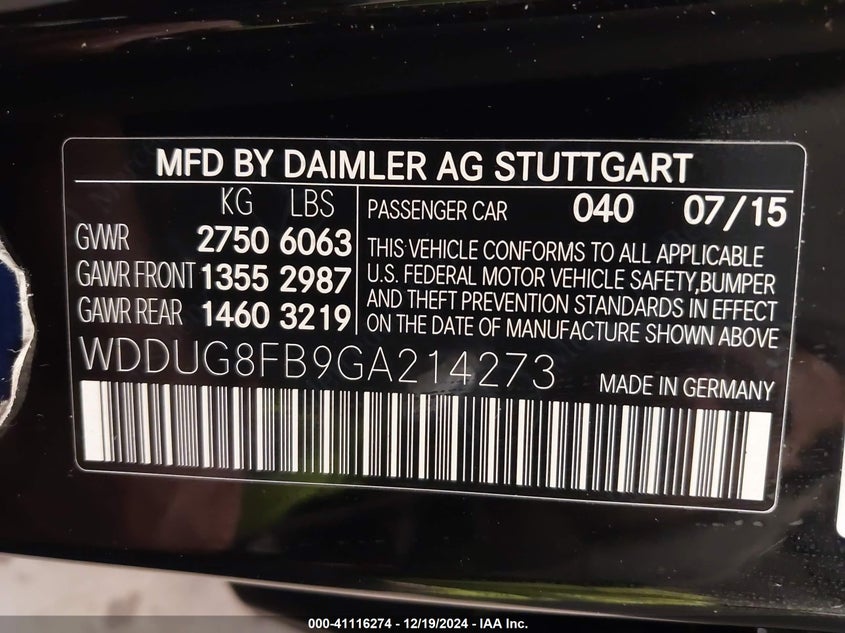 MFD BY DAIMLER AG STUTTGART
KG LBS
GVWR 2750 6063
GAWR FRONT 1355 2987
GAWR REAR 1460 3219
PASSENGER CAR 040 07/15
THIS VEHICLE CONFORMS TO ALL APPLICABLE
U.S. FEDERAL MOTOR VEHICLE SAFETY,BUMPER
AND THEFT PREVENTION STANDARDS IN EFFECT
ON THE DATE OF MANUFACTURE SHOWN ABOVE
WDDUG8FB9GA214273
MADE IN GERMANY
000-41116274 - 12/19/2024 - IAA Inc.